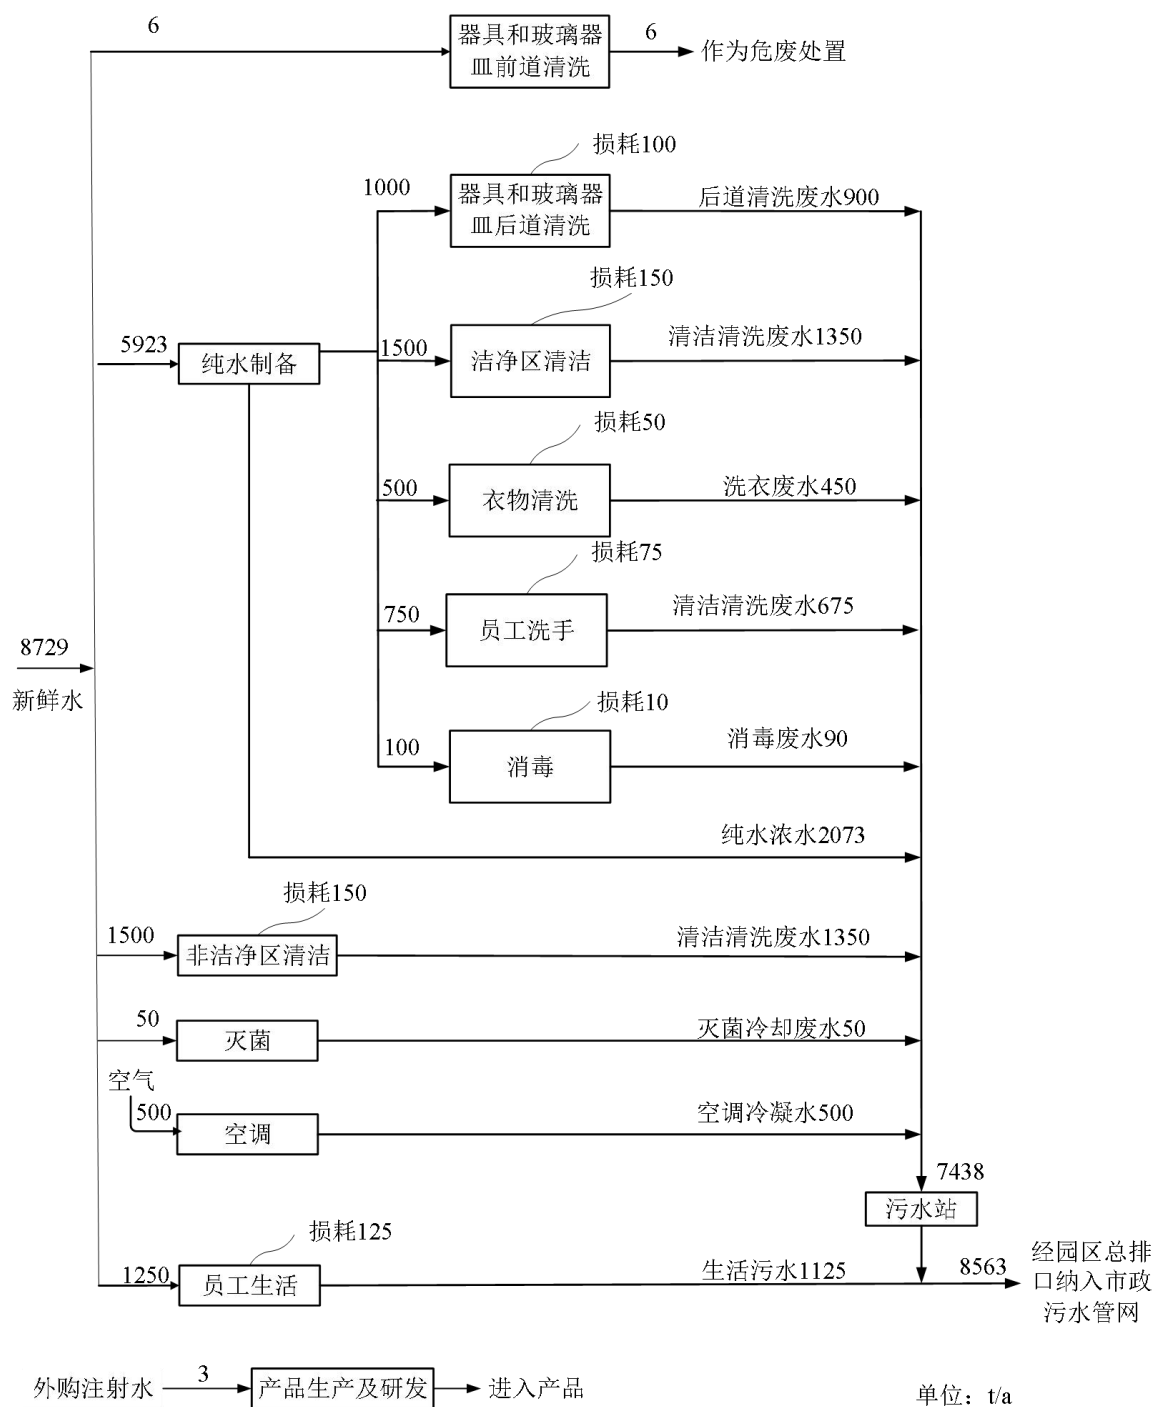 6
器具和玻璃器
皿前道清洗
6
作为危废处置
损耗100
1000
器具和玻璃器
皿后道清洗
后道清洗废水900
损耗150
5923
纯水制备
1500
洁净区清洁
清洁清洗废水1350
损耗50
500
衣物清洗
洗衣废水450
损耗75
750
员工洗手
清洁清洗废水675
8729
新鲜水
损耗10
100
消毒
消毒废水90
纯水浓水2073
损耗150
1500
非洁净区清洁
清洁清洗废水1350
50
灭菌
灭菌冷却废水50
空气
500
空调
空调冷凝水500
7438
污水站
损耗125
1250
员工生活
生活污水1125
8563
经园区总排
口纳入市政
污水管网
外购注射水
3
产品生产及研发
进入产品
单位：t/a